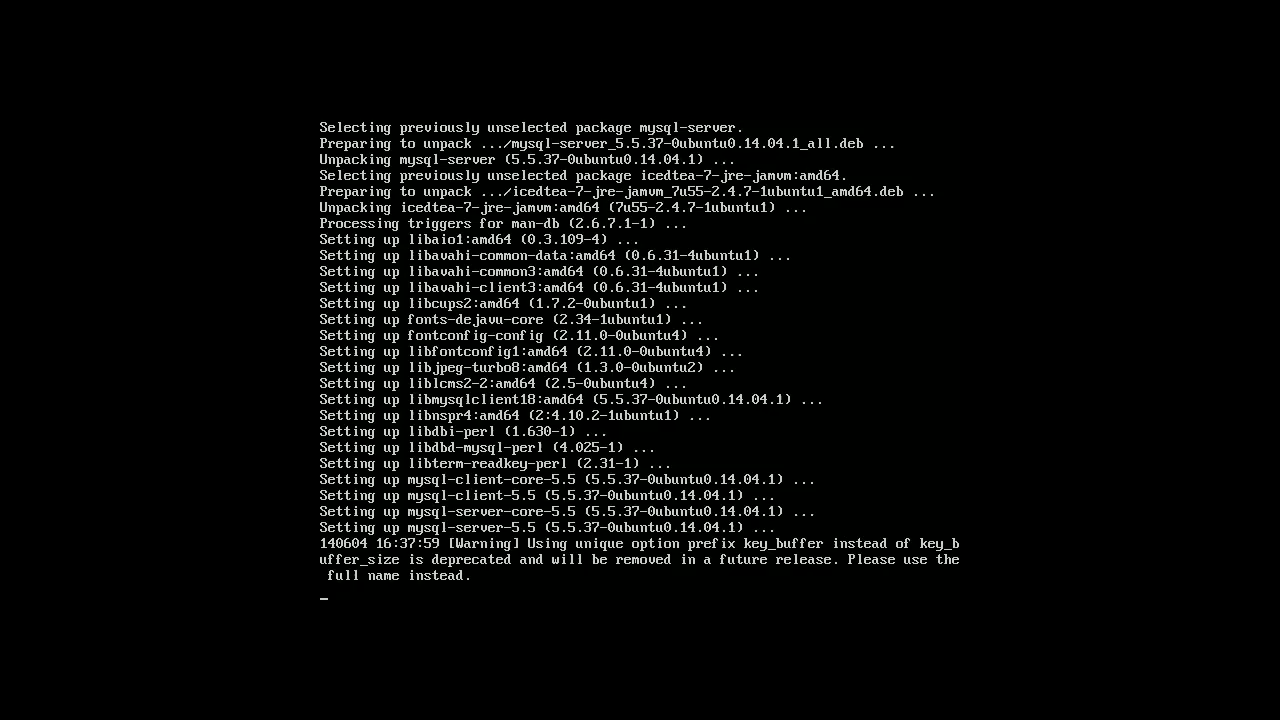 Selecting previously unselected package mysql-server.
Preparing to unpack .../mysql-server_5.5.37-0ubuntu0.14.04.1_all.deb ...
Unpacking mysql-server (5.5.37-0ubuntu0.14.04.1) ...
Selecting previously unselected package icedtea-7-jre-jamvm:amd64.
Preparing to unpack .../icedtea-7-jre-jamvm_7u55-2.4.7-1ubuntu1_amd64.deb ...
Unpacking icedtea-7-jre-jamvm:amd64 (7u55-2.4.7-1ubuntu1) ...
Processing triggers for man-db (2.6.7.1-1) ...
Setting up libaio1:amd64 (0.3.109-4) ...
Setting up libavahi-common-data:amd64 (0.6.31-4ubuntu1) ...
Setting up libavahi-common3:amd64 (0.6.31-4ubuntu1) ...
Setting up libavahi-client3:amd64 (0.6.31-4ubuntu1) ...
Setting up libcups2:amd64 (1.7.2-0ubuntu1) ...
Setting up fonts-dejavu-core (2.34-1ubuntu1) ...
Setting up fontconfig-config (2.11.0-0ubuntu4) ...
Setting up libfontconfig1:amd64 (2.11.0-0ubuntu4) ...
Setting up libjpeg-turbo8:amd64 (1.3.0-0ubuntu2) ...
Setting up liblcms2-2:amd64 (2.5-0ubuntu4) ...
Setting up libmysqlclient18:amd64 (5.5.37-0ubuntu0.14.04.1) ...
Setting up libnspr4:amd64 (2:4.10.2-1ubuntu1) ...
Setting up libdbi-perl (1.630-1) ...
Setting up libdbd-mysql-perl (4.025-1) ...
Setting up libterm-readkey-perl (2.31-1) ...
Setting up mysql-client-core-5.5 (5.5.37-0ubuntu0.14.04.1) ...
Setting up mysql-client-5.5 (5.5.37-0ubuntu0.14.04.1) ...
Setting up mysql-server-core-5.5 (5.5.37-0ubuntu0.14.04.1) ...
Setting up mysql-server-5.5 (5.5.37-0ubuntu0.14.04.1) ...
140604 16:37:59 [Warning] Using unique option prefix key_buffer instead of key_b
uffer_size is deprecated and will be removed in a future release. Please use the
 full name instead.
_